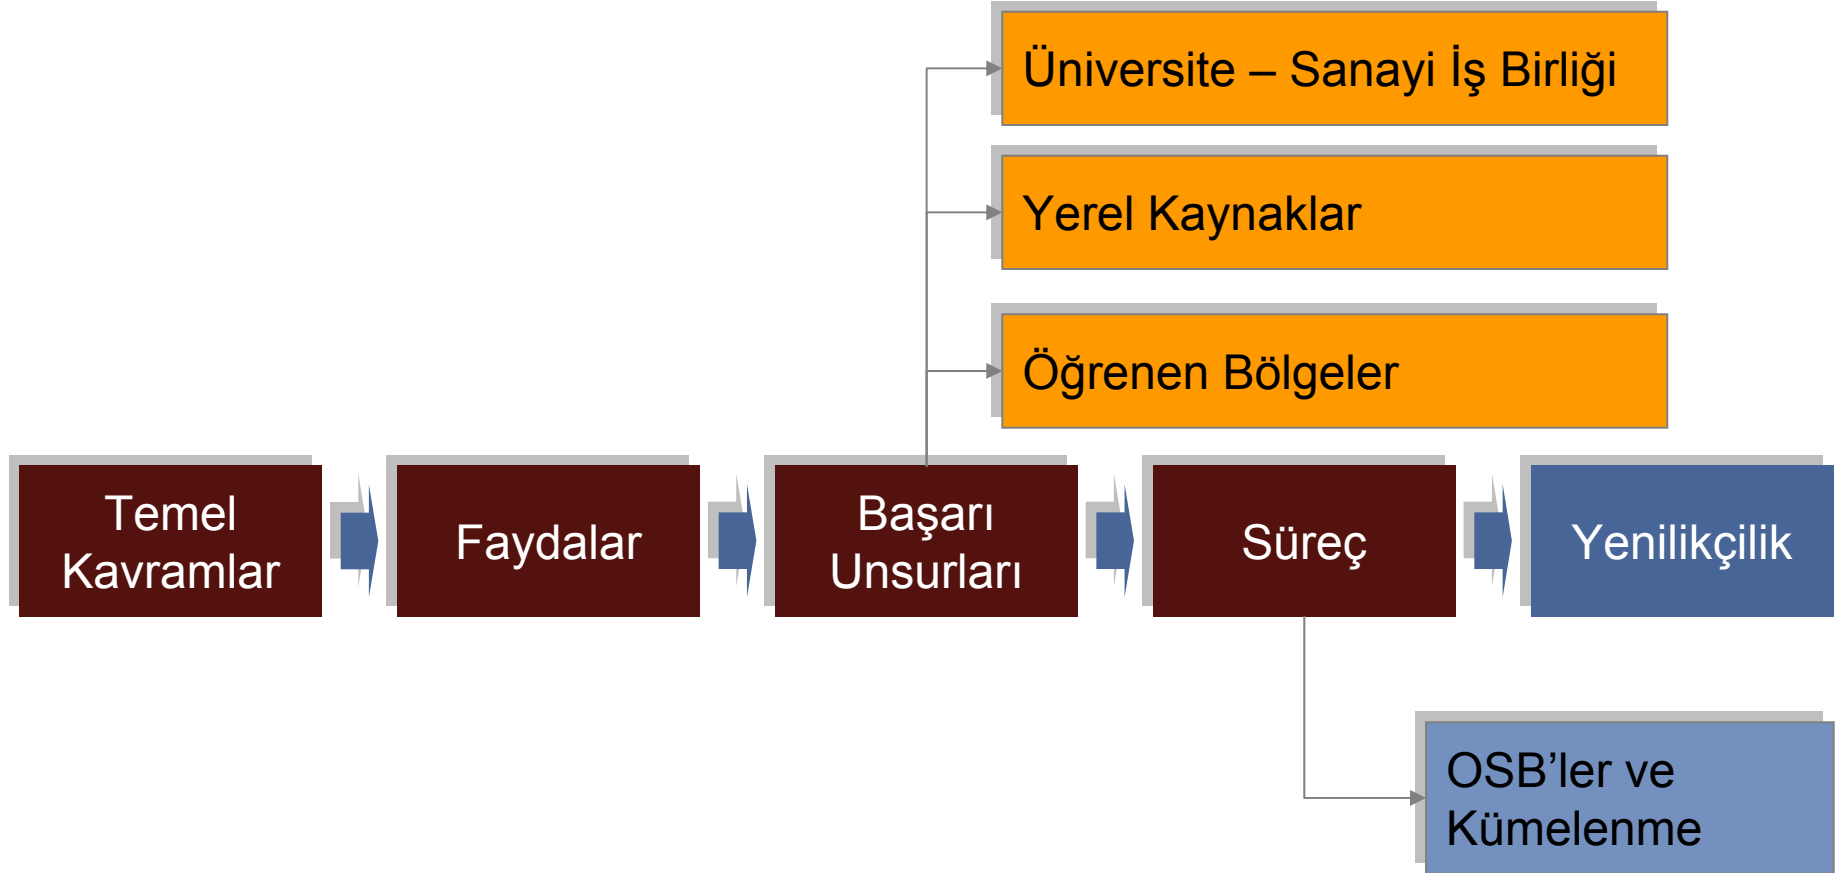 Üniversite – Sanayi İş Birliği
Yerel Kaynaklar
Öğrenen Bölgeler
Temel
Kavramlar
Faydalar
Başarı
Unsurları
Süreç
Yenilikçilik
OSB’ler ve
Kümelenme